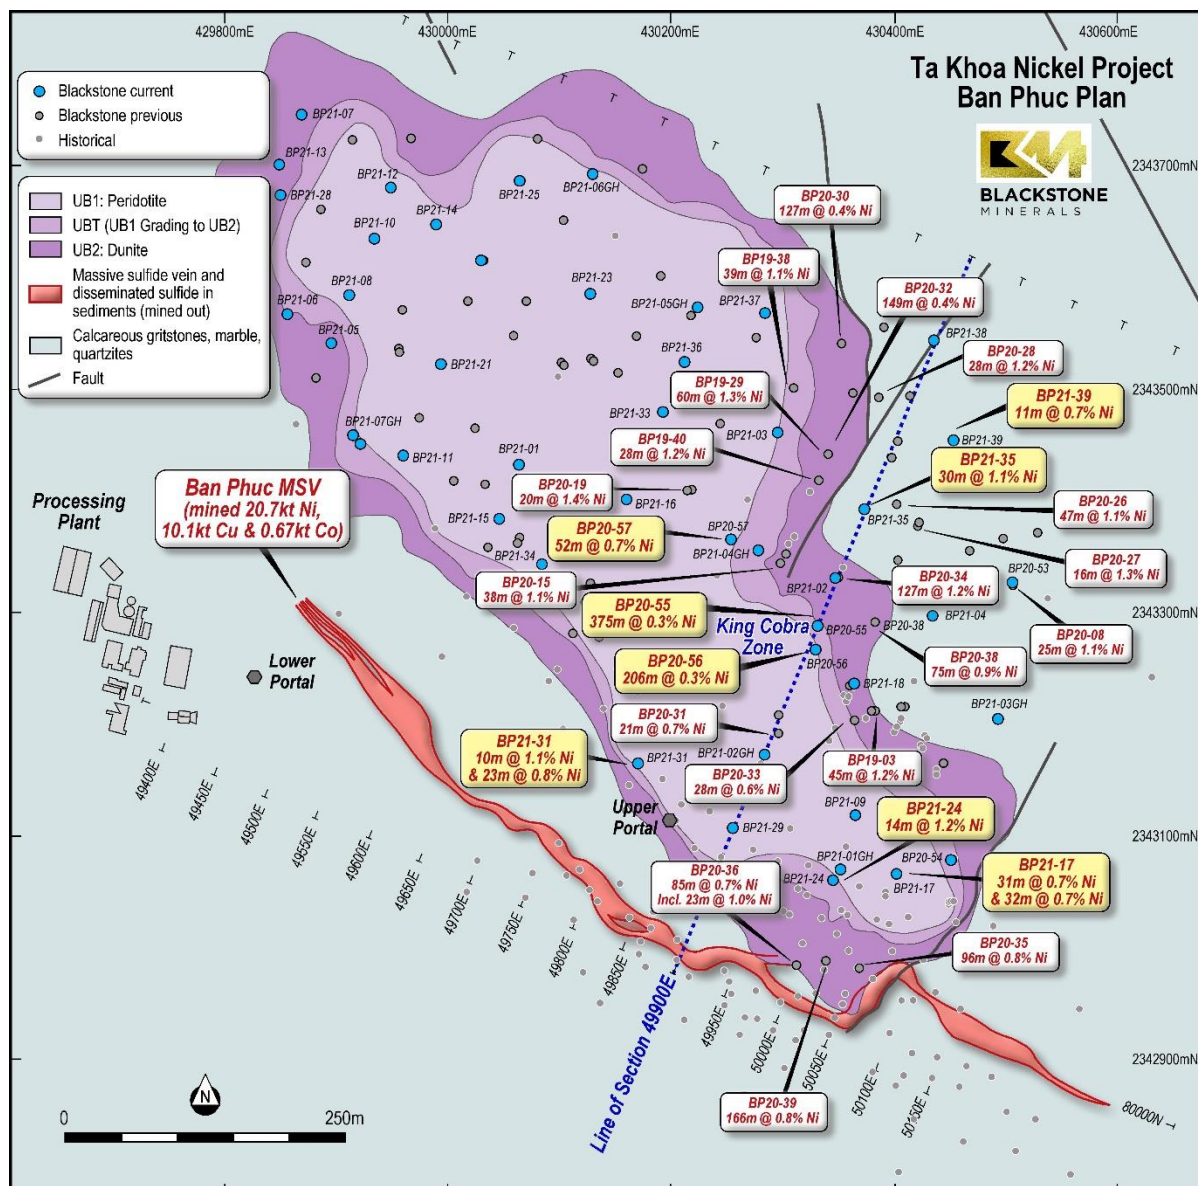 429800mE
430000mE
430200mE
430400mE
430600mE
Blackstone current
Blackstone previous
Historical
UB1: Peridotite
UBT (UB1 Grading to UB2)
UB2: Dunite
Massive sulfide vein and
disseminated sulfide in
sediments (mined out)
Calcareous gritstones, marble,
quartzites
Fault
Ta Khoa Nickel Project
Ban Phuc Plan
BLACKSTONE
MINERALS
2343700mN
2343500mN
2343300mN
2343100mN
2342900mN
BP21-07
BP21-13
BP21-28
BP21-12
BP21-10
BP21-14
BP21-25
BP21-06GH
BP21-08
BP21-06
BP21-05
BP21-23
BP21-05GH
BP21-37
BP21-36
BP21-21
BP21-33
BP21-03
BP21-07GH
BP21-11
BP21-01
BP21-16
BP21-15
BP21-34
BP20-57
BP21-04GH
BP21-02
BP20-55
BP20-56
BP21-38
BP21-39
BP21-35
BP20-53
BP21-04
BP20-38
BP21-18
BP21-03GH
BP21-31
BP21-02GH
BP21-29
BP21-09
BP21-01GH
BP21-24
BP20-54
BP21-17
BP20-30
127m @ 0.4% Ni
BP19-38
39m @ 1.1% Ni
BP20-32
149m @ 0.4% Ni
BP20-28
28m @ 1.2% Ni
BP19-29
60m @ 1.3% Ni
BP21-39
11m @ 0.7% Ni
BP19-40
28m @ 1.2% Ni
BP21-35
30m @ 1.1% Ni
BP20-19
20m @ 1.4% Ni
BP20-26
47m @ 1.1% Ni
BP20-57
52m @ 0.7% Ni
BP20-27
16m @ 1.3% Ni
BP20-15
38m @ 1.1% Ni
BP20-34
127m @ 1.2% Ni
BP20-55
375m @ 0.3% Ni
BP20-08
25m @ 1.1% Ni
King Cobra
Zone
BP20-38
75m @ 0.9% Ni
BP20-56
206m @ 0.3% Ni
BP20-31
21m @ 0.7% Ni
BP21-31
10m @ 1.1% Ni
& 23m @ 0.8% Ni
BP20-33
28m @ 0.6% Ni
BP19-03
45m @ 1.2% Ni
BP21-24
14m @ 1.2% Ni
BP20-36
85m @ 0.7% Ni
Incl. 23m @ 1.0% Ni
BP21-17
31m @ 0.7% Ni
& 32m @ 0.7% Ni
BP20-35
96m @ 0.8% Ni
BP20-39
166m @ 0.8% Ni
Ban Phuc MSV
(mined 20.7kt Ni,
10.1kt Cu & 0.67kt Co)
Processing
Plant
Lower
Portal
Upper
Portal
49400E
49450E
49500E
49550E
49600E
49650E
49700E
49750E
49800E
49850E
Line of Section 49900E
49950E
50000E
50050E
50100E
50150E
80000N
N
0
250m